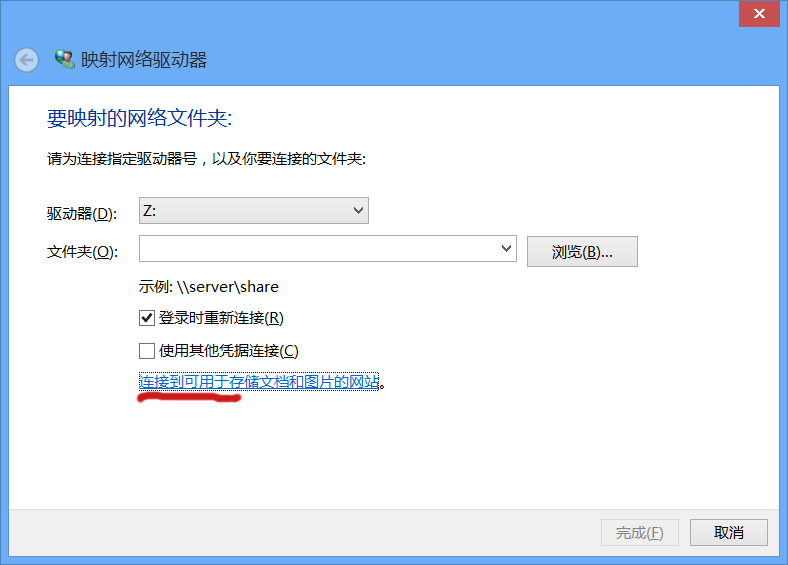 映射网络驱动器
要映射的网络文件夹:
请为连接指定驱动器号，以及你要连接的文件夹:
驱动器(D): Z:
文件夹(O): 浏览(B)...
示例: \\server\share
登录时重新连接(R)
使用其他凭据连接(C)
连接到可用于存储文档和图片的网站。
完成(F) 取消